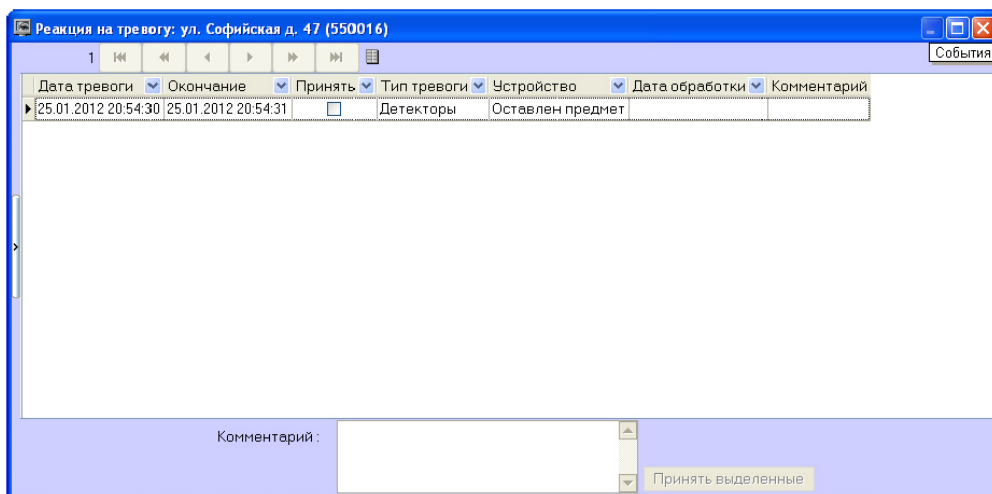 Реакция на тревогу: ул. Софийская д. 47 (550016)
1
События
Дата тревоги Окончание Принять Тип тревоги Устройство Дата обработки Комментарий
25.01.2012 20:54:30 25.01.2012 20:54:31 Детекторы Оставлен предмет
Комментарий :
Принять выделенные